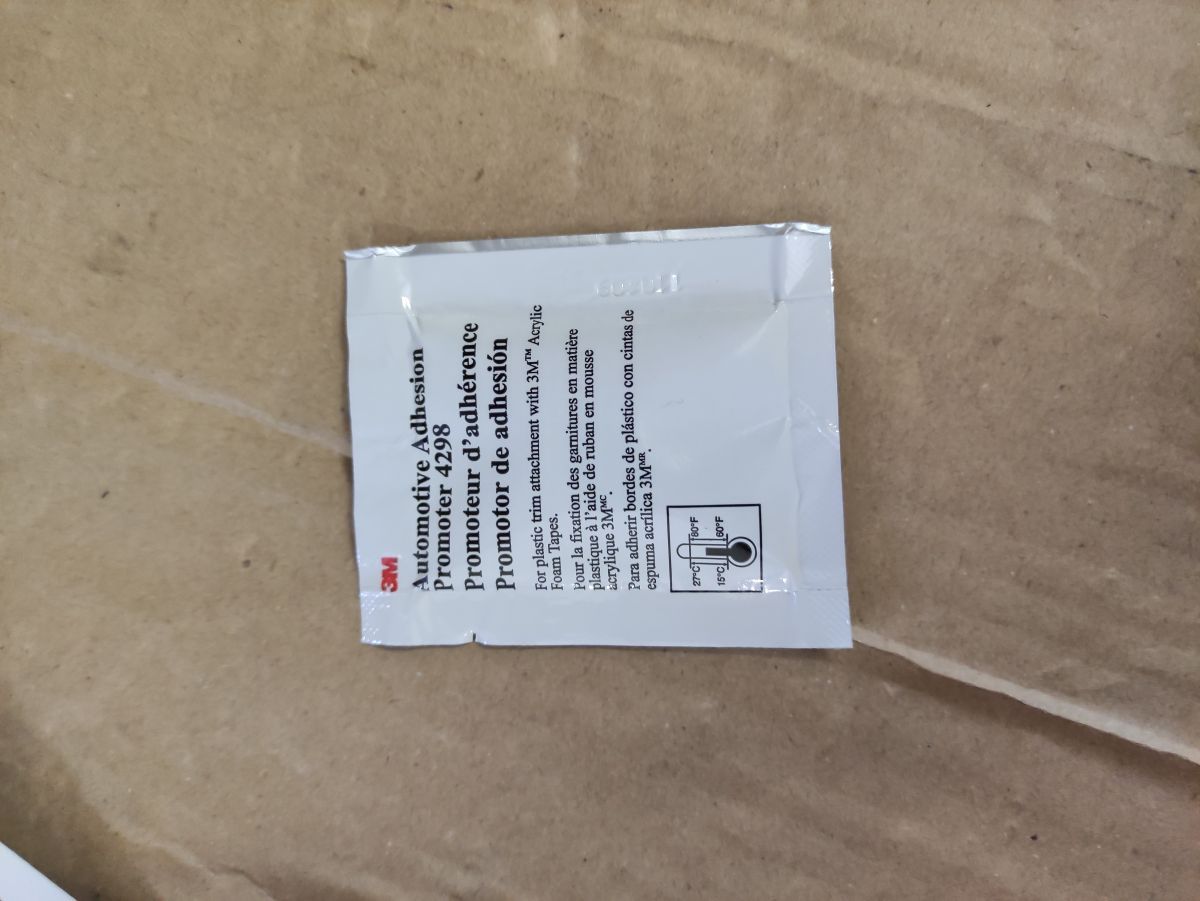 3M
Automotive Adhesion
Promoter 4298
Promoteur d'adhérence
Promotor de adhesión
For plastic trim attachment with 3M™ Acrylic
Foam Tapes.
Pour la fixation des garnitures en matière
plastique à l'aide de ruban en mousse
acrylique 3Mᴹᶜ.
Para adherir bordes de plástico con cintas de
espuma acrílica 3Mᴹᴿ.
27°C 80°F
15°C 60°F